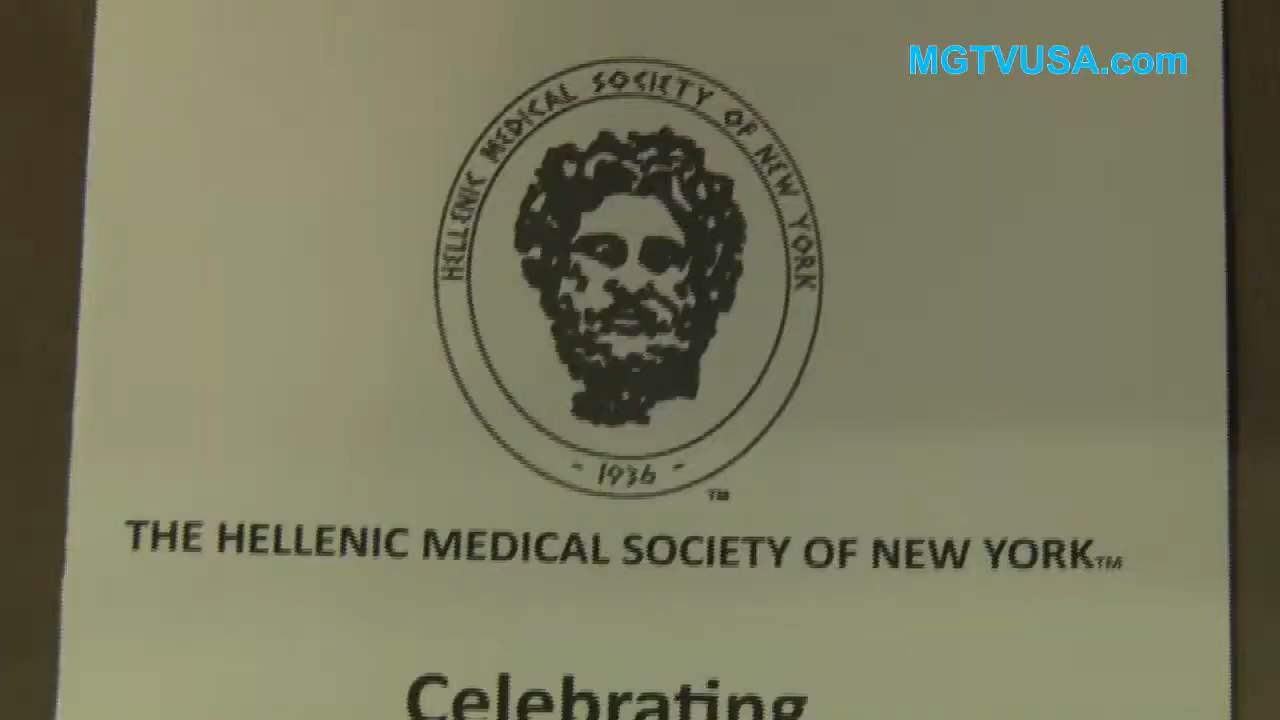 MGTVUSA.com
HELLENIC MEDICAL SOCIETY OF NEW YORK
- 1936 -
TM
THE HELLENIC MEDICAL SOCIETY OF NEW YORK™
Celebrating